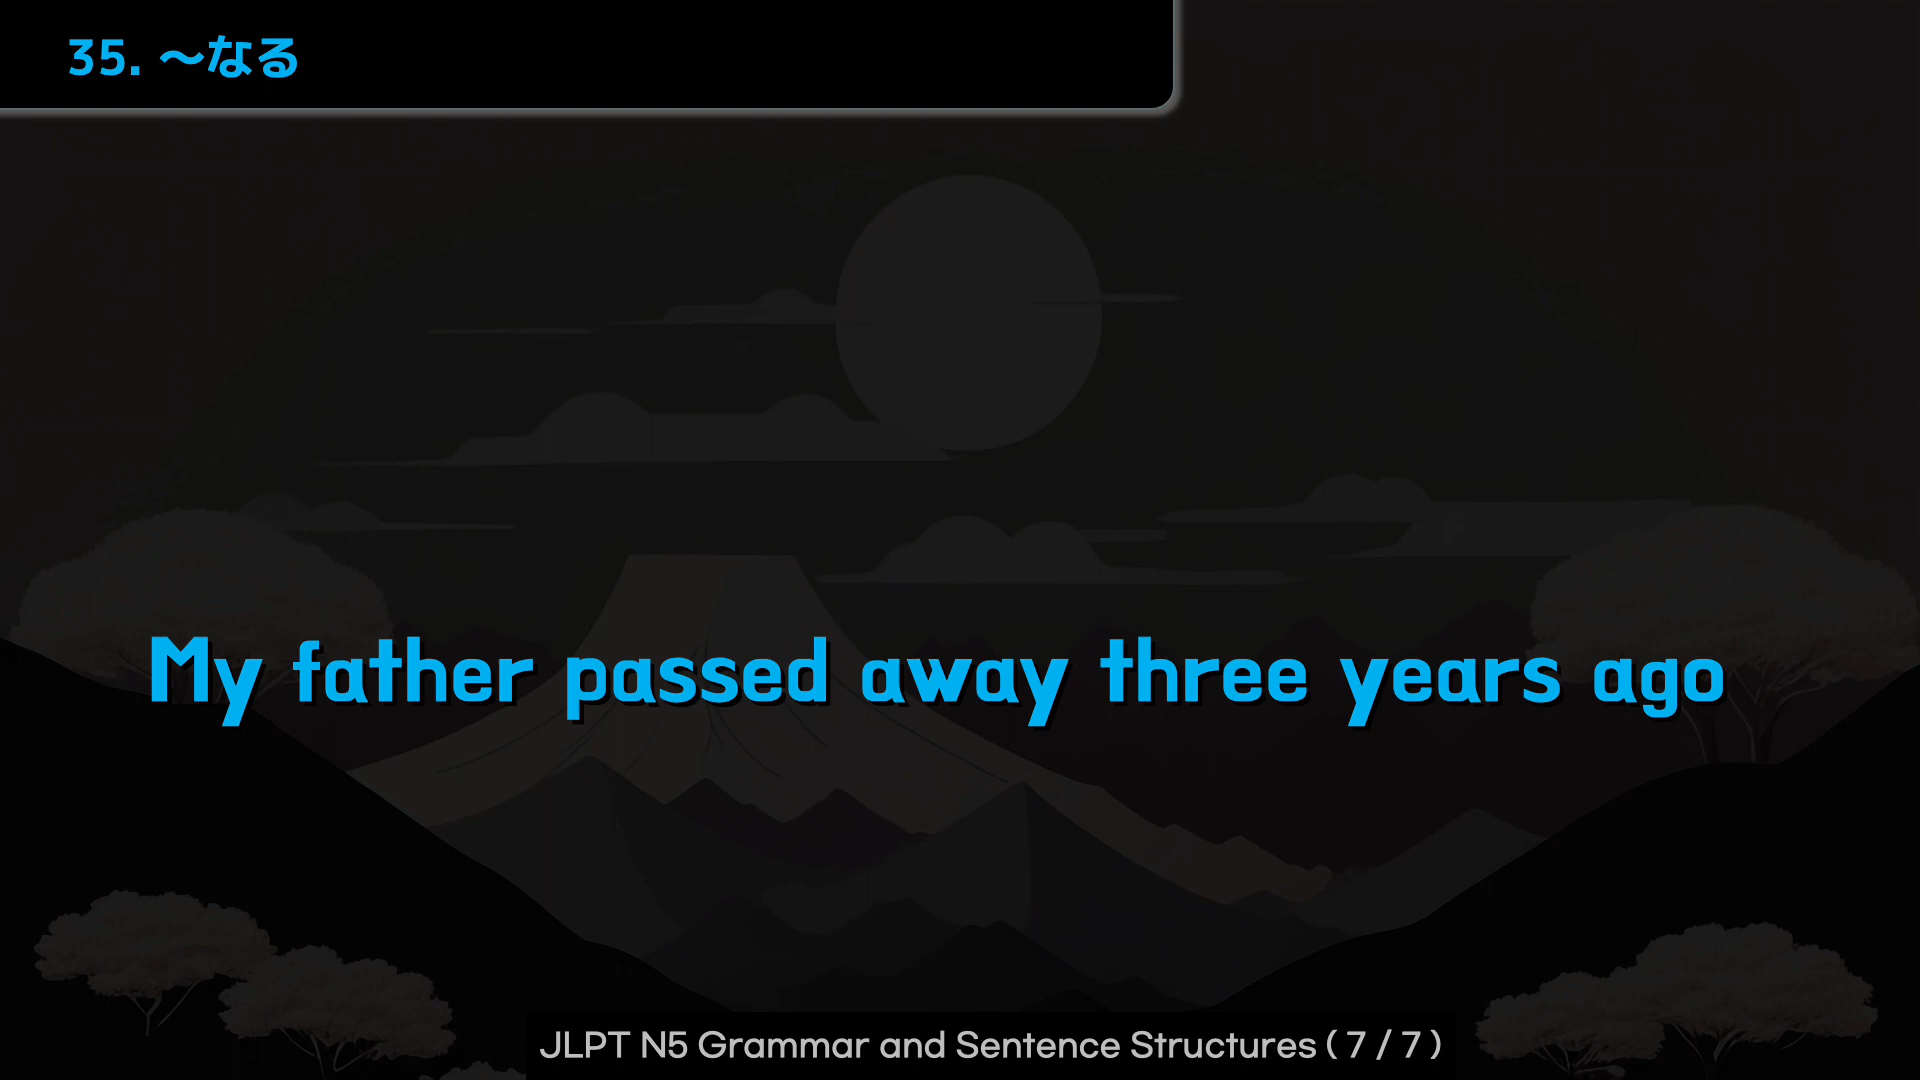 35. ～なる
My father passed away three years ago
JLPT N5 Grammar and Sentence Structures ( 7 / 7 )